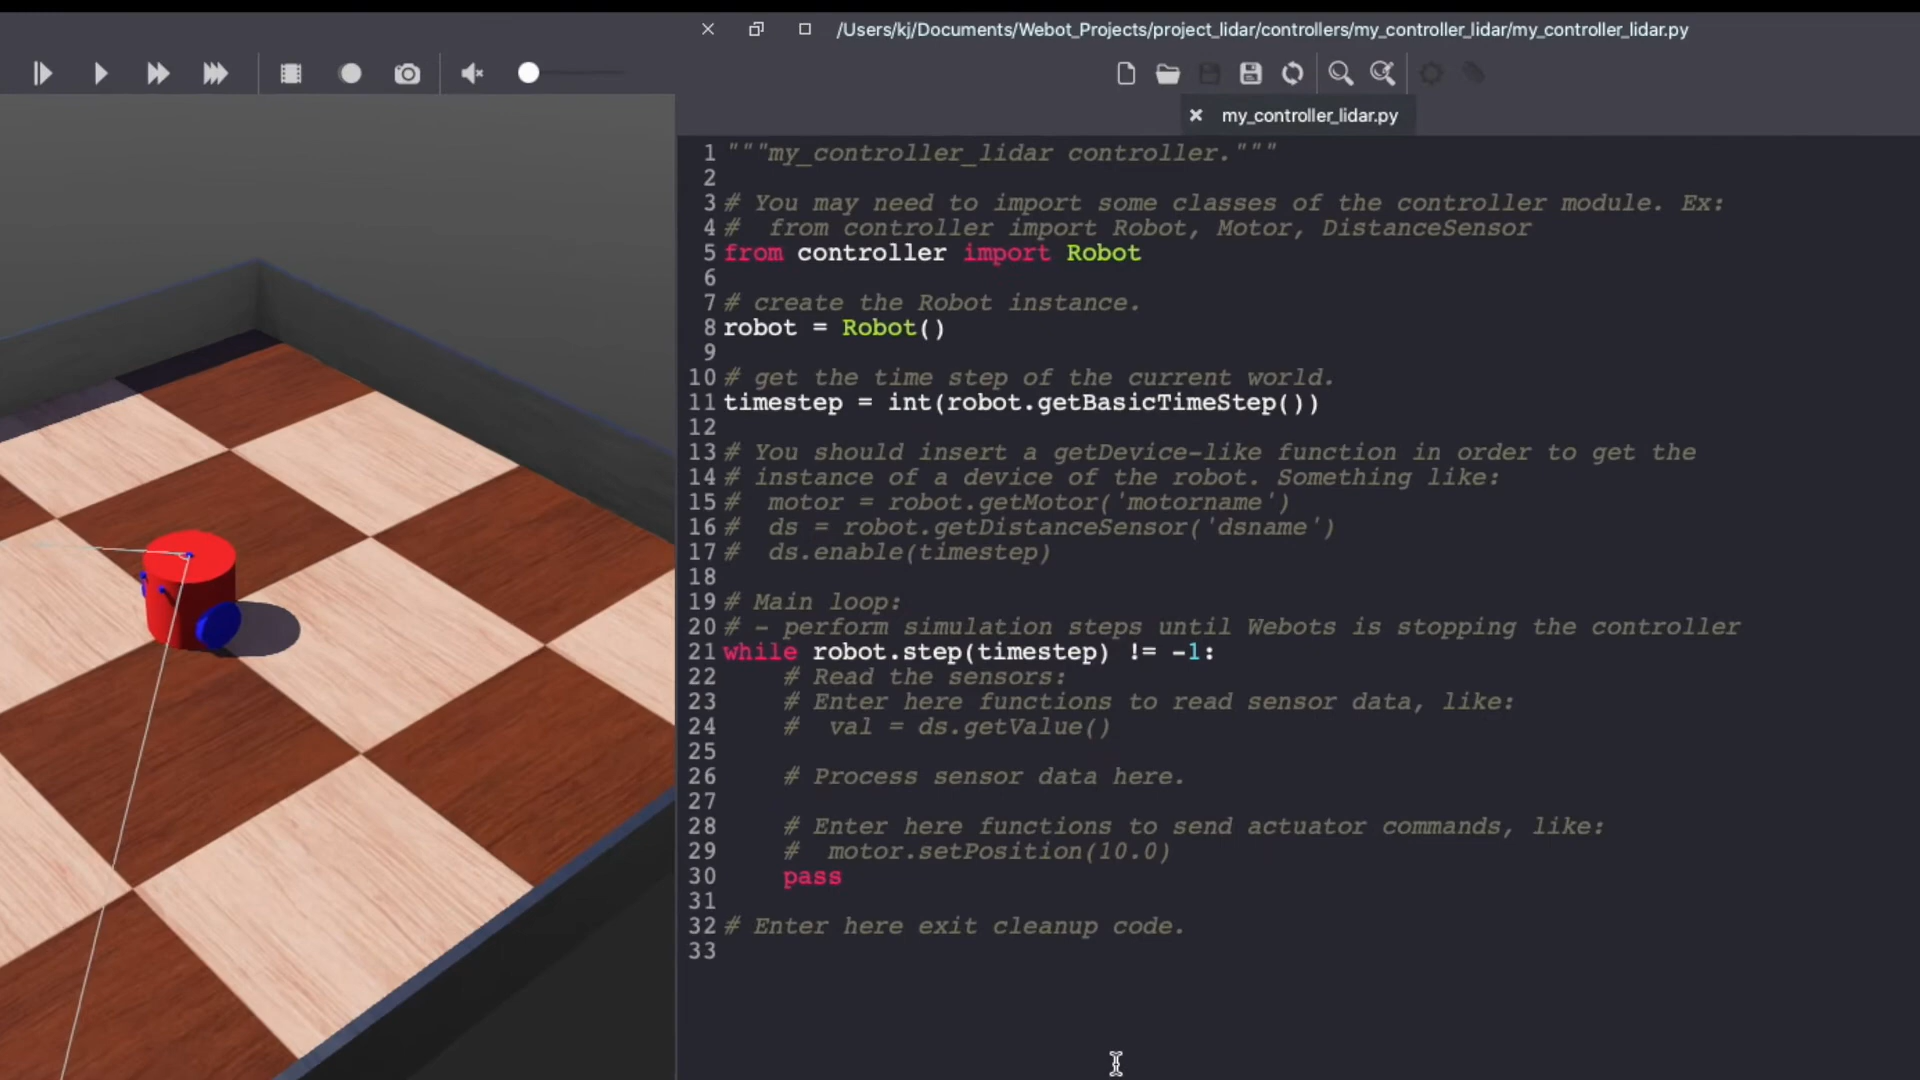 /Users/kj/Documents/Webot_Projects/project_lidar/controllers/my_controller_lidar/my_controller_lidar.py
my_controller_lidar.py
1 """my_controller_lidar controller."""
2
3 # You may need to import some classes of the controller module. Ex:
4 #  from controller import Robot, Motor, DistanceSensor
5 from controller import Robot
6
7 # create the Robot instance.
8 robot = Robot()
9
10 # get the time step of the current world.
11 timestep = int(robot.getBasicTimeStep())
12
13 # You should insert a getDevice-like function in order to get the
14 # instance of a device of the robot. Something like:
15 #  motor = robot.getMotor('motorname')
16 #  ds = robot.getDistanceSensor('dsname')
17 #  ds.enable(timestep)
18
19 # Main loop:
20 # - perform simulation steps until Webots is stopping the controller
21 while robot.step(timestep) != -1:
22     # Read the sensors:
23     # Enter here functions to read sensor data, like:
24     #  val = ds.getValue()
25
26     # Process sensor data here.
27
28     # Enter here functions to send actuator commands, like:
29     #  motor.setPosition(10.0)
30     pass
31
32 # Enter here exit cleanup code.
33